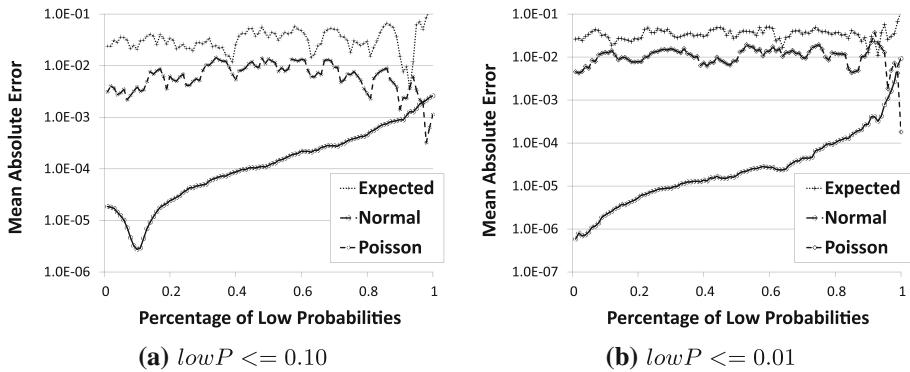 Mean Absolute Error
1.0E-01
1.0E-02
1.0E-03
1.0E-04
1.0E-05
1.0E-06
0 0.2 0.4 0.6 0.8 1
Percentage of Low Probabilities
Expected
Normal
Poisson
(a) lowP <= 0.10
Mean Absolute Error
1.0E-01
1.0E-02
1.0E-03
1.0E-04
1.0E-05
1.0E-06
1.0E-07
0 0.2 0.4 0.6 0.8 1
Percentage of Low Probabilities
Expected
Normal
Poisson
(b) lowP <= 0.01